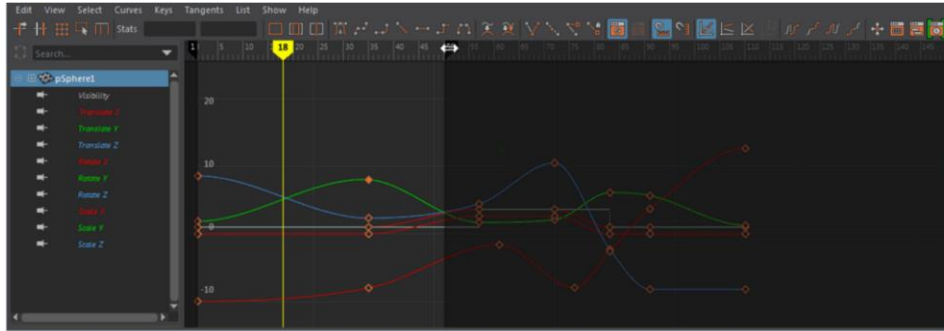 Edit View Select Curves Keys Tangents List Show Help
Stats
Search...
1 5 10 15 18 20 25 30 35 40 45 55 60 65 70 75 80 85 90 95 100 105 110 115 120 125 130 135 140 145
pSphere1
Visibility
Translate X
Translate Y
Translate Z
Rotate X
Rotate Y
Rotate Z
Scale X
Scale Y
Scale Z
20
10
0
-10